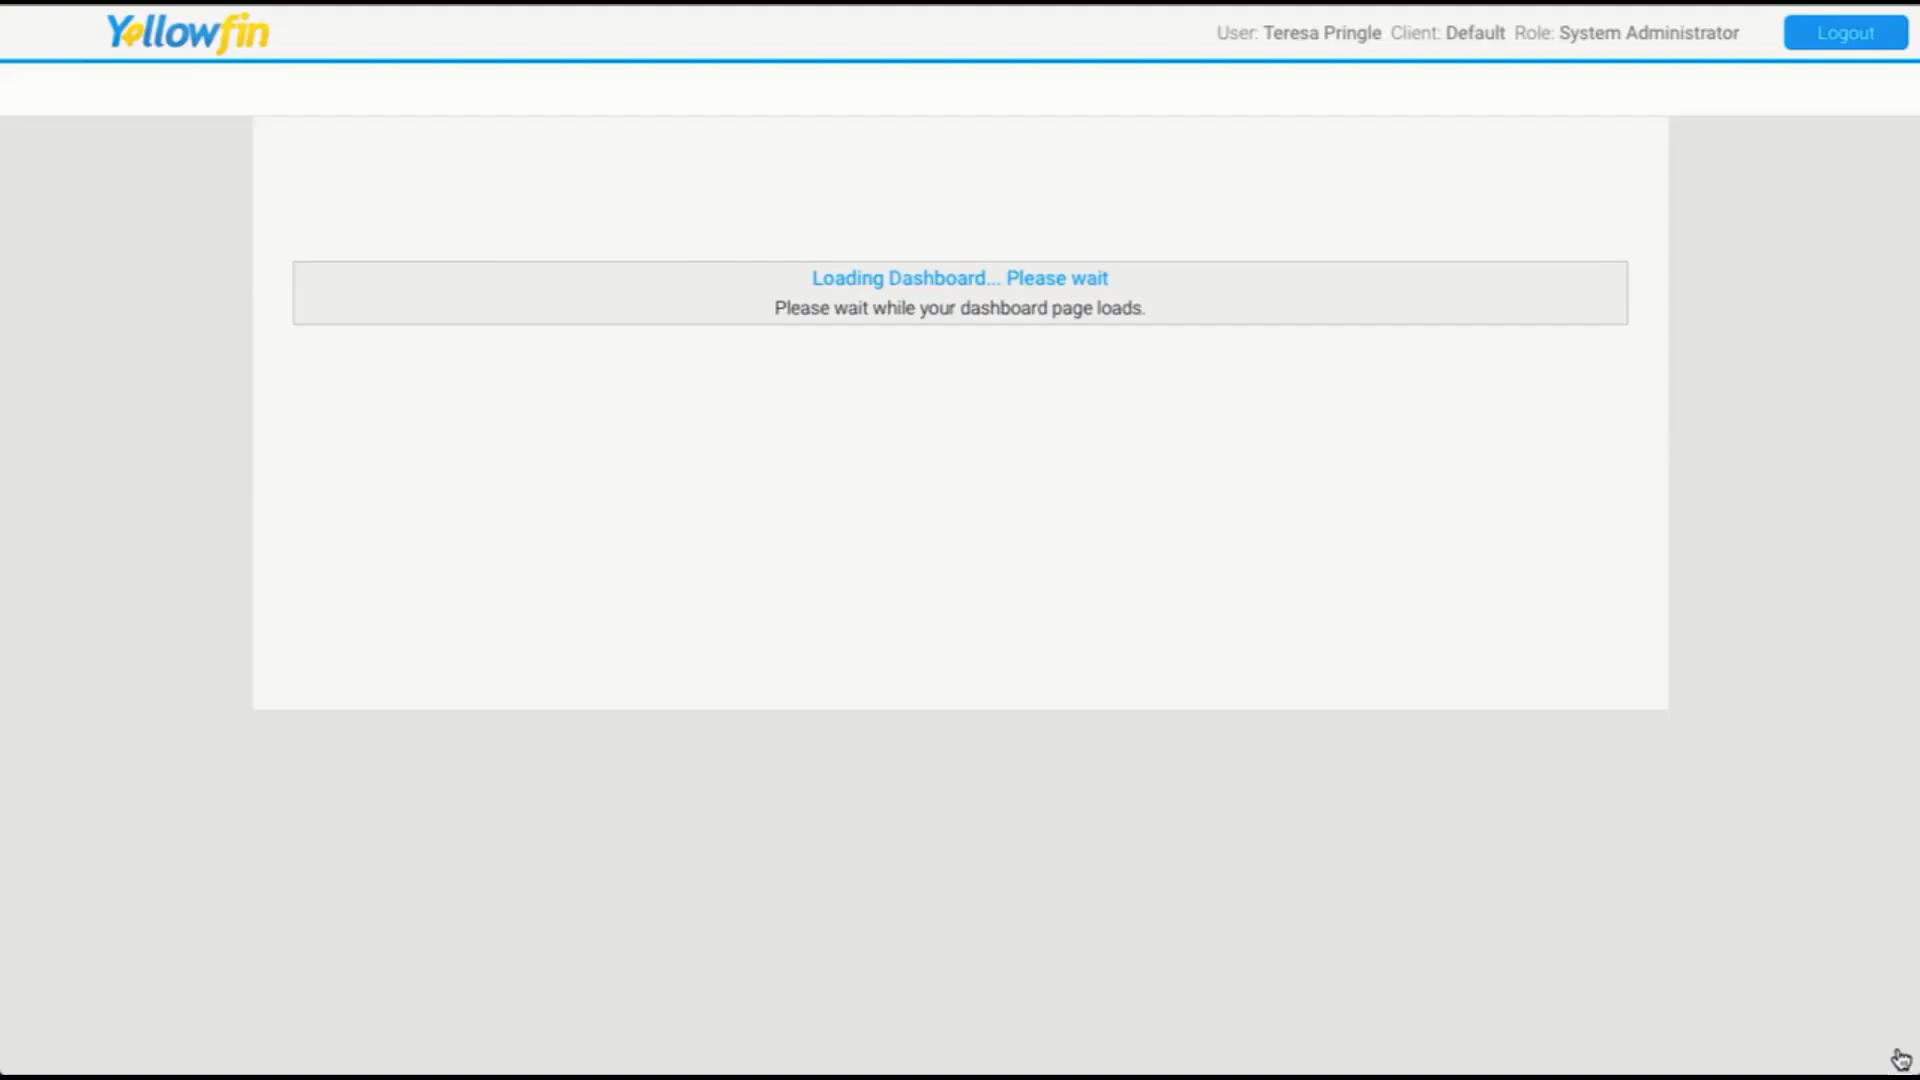 Yellowfin
User: Teresa Pringle Client: Default Role: System Administrator
Logout
Loading Dashboard... Please wait
Please wait while your dashboard page loads.